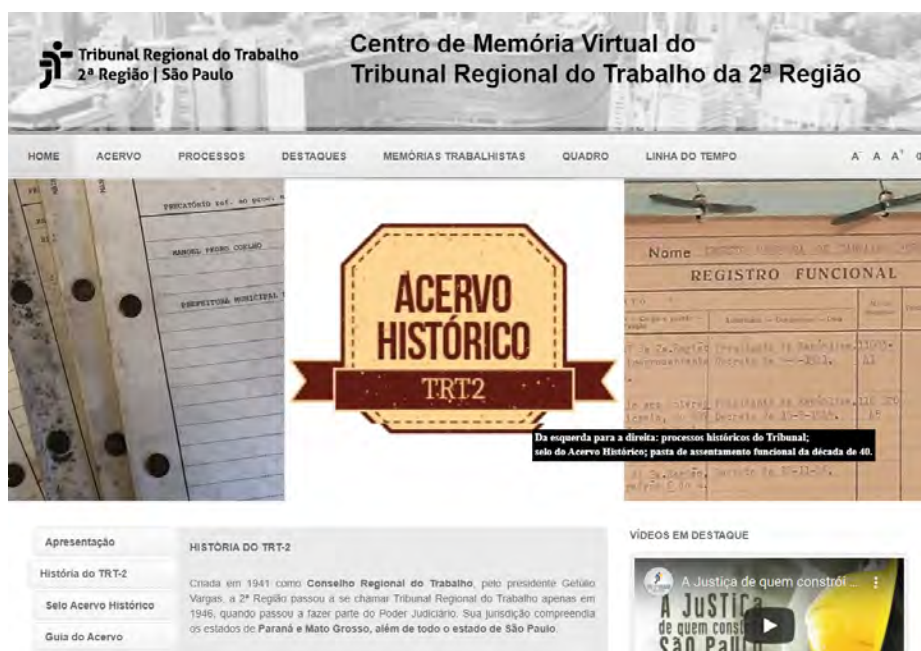 Tribunal Regional do Trabalho
2ª Região | São Paulo
Centro de Memória Virtual do
Tribunal Regional do Trabalho da 2ª Região
HOME ACERVO PROCESSOS DESTAQUES MEMÓRIAS TRABALHISTAS QUADRO LINHA DO TEMPO A- A A+
PRECATÓRIO ref. ao proc.
MANOEL PEDRO COELHO
PREFEITURA MUNICIPAL
ACERVO
HISTÓRICO
TRT2
Nome
REGISTRO FUNCIONAL
Da esquerda para a direita: processos históricos do Tribunal;
selo do Acervo Histórico; pasta de assentamento funcional da década de 40.
Apresentação
História do TRT-2
Selo Acervo Histórico
Guia do Acervo
HISTÓRIA DO TRT-2
Criada em 1941 como Conselho Regional do Trabalho, pelo presidente Getúlio
Vargas, a 2ª Região passou a se chamar Tribunal Regional do Trabalho apenas em
1946, quando passou a fazer parte do Poder Judiciário. Sua jurisdição compreendia
os estados de Paraná e Mato Grosso, além de todo o estado de São Paulo.
VÍDEOS EM DESTAQUE
A Justiça de quem constrói ...
A JUSTIÇA
de quem constrói
São Paulo